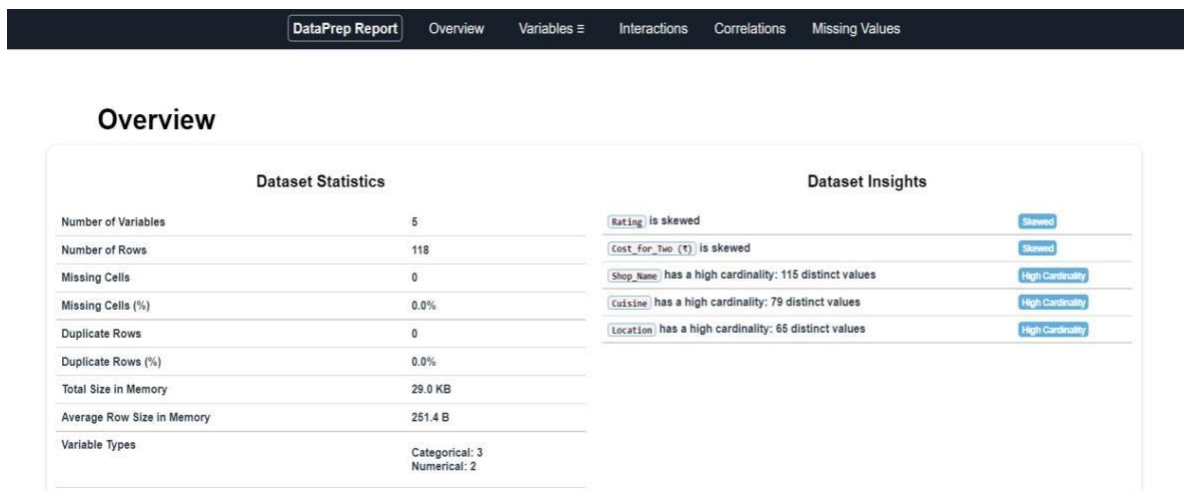 DataPrep Report Overview Variables ≡ Interactions Correlations Missing Values
Overview
Dataset Statistics
Number of Variables 5
Number of Rows 118
Missing Cells 0
Missing Cells (%) 0.0%
Duplicate Rows 0
Duplicate Rows (%) 0.0%
Total Size in Memory 29.0 KB
Average Row Size in Memory 251.4 B
Variable Types Categorical: 3
Numerical: 2
Dataset Insights
Rating is skewed Skewed
Cost_for_Two (₹) is skewed Skewed
Shop_Name has a high cardinality: 115 distinct values High Cardinality
Cuisine has a high cardinality: 79 distinct values High Cardinality
Location has a high cardinality: 65 distinct values High Cardinality